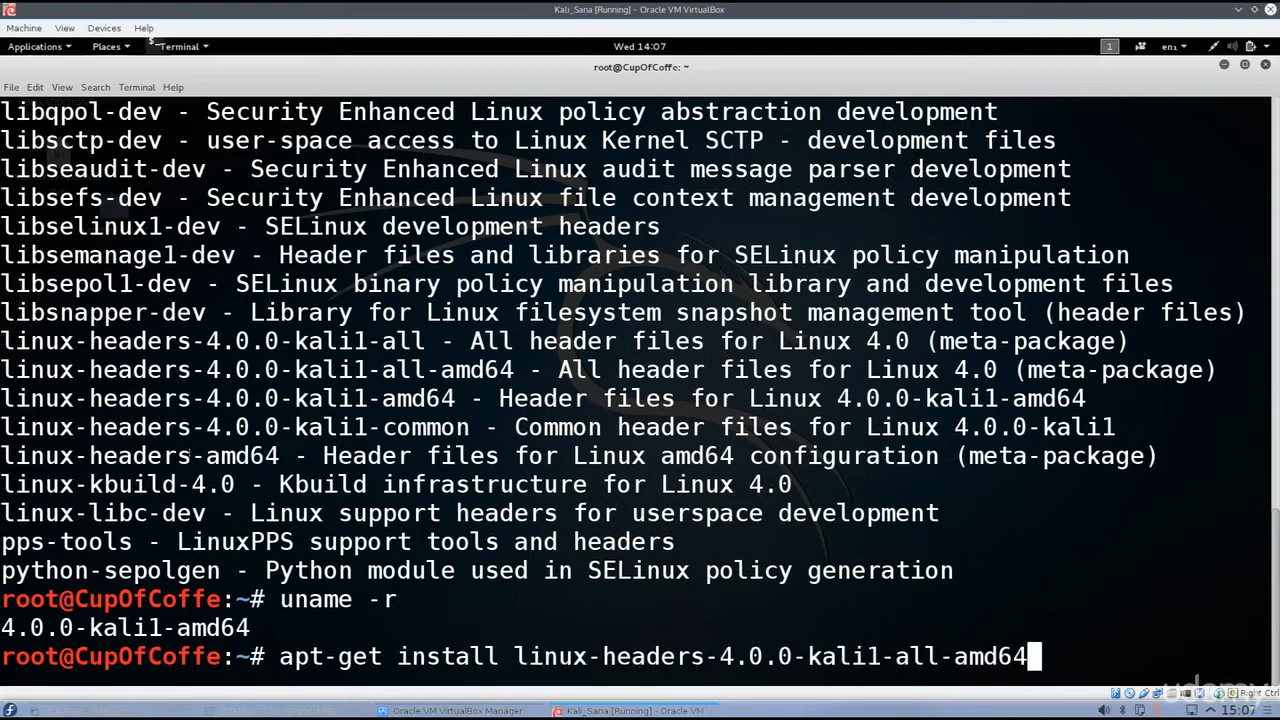 Kali_Sana [Running] - Oracle VM VirtualBox
Machine View Devices Help
Applications Places Terminal Wed 14:07 1 en1
root@CupOfCoffe: ~
File Edit View Search Terminal Help
libqpol-dev - Security Enhanced Linux policy abstraction development
libsctp-dev - user-space access to Linux Kernel SCTP - development files
libseaudit-dev - Security Enhanced Linux audit message parser development
libsefs-dev - Security Enhanced Linux file context management development
libselinux1-dev - SELinux development headers
libsemanage1-dev - Header files and libraries for SELinux policy manipulation
libsepol1-dev - SELinux binary policy manipulation library and development files
libsnapper-dev - Library for Linux filesystem snapshot management tool (header files)
linux-headers-4.0.0-kali1-all - All header files for Linux 4.0 (meta-package)
linux-headers-4.0.0-kali1-all-amd64 - All header files for Linux 4.0 (meta-package)
linux-headers-4.0.0-kali1-amd64 - Header files for Linux 4.0.0-kali1-amd64
linux-headers-4.0.0-kali1-common - Common header files for Linux 4.0.0-kali1
linux-headers-amd64 - Header files for Linux amd64 configuration (meta-package)
linux-kbuild-4.0 - Kbuild infrastructure for Linux 4.0
linux-libc-dev - Linux support headers for userspace development
pps-tools - LinuxPPS support tools and headers
python-sepolgen - Python module used in SELinux policy generation
root@CupOfCoffe:~# uname -r
4.0.0-kali1-amd64
root@CupOfCoffe:~# apt-get install linux-headers-4.0.0-kali1-all-amd64
Right Ctrl
udemy
Oracle VM VirtualBox Manager Kali_Sana [Running] - Oracle VM 15:07